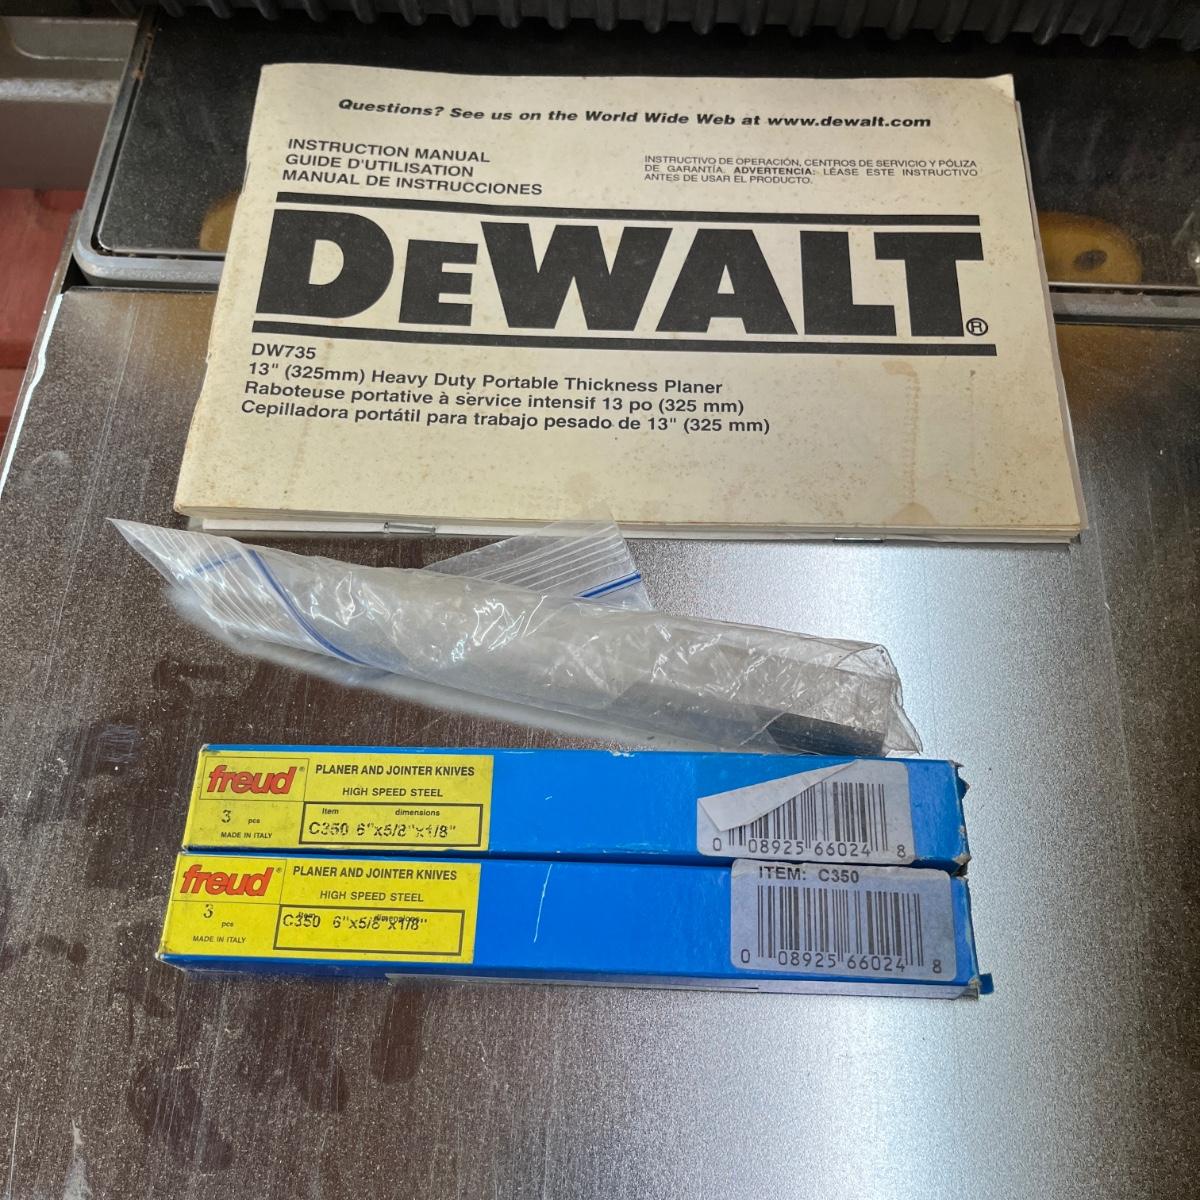 Questions? See us on the World Wide Web at www.dewalt.com
INSTRUCTION MANUAL
GUIDE D'UTILISATION
MANUAL DE INSTRUCCIONES
INSTRUCTIVO DE OPERACIÓN, CENTROS DE SERVICIO Y PÓLIZA
DE GARANTÍA. ADVERTENCIA: LÉASE ESTE INSTRUCTIVO
ANTES DE USAR EL PRODUCTO.
DEWALT®
DW735
13" (325mm) Heavy Duty Portable Thickness Planer
Raboteuse portative à service intensif 13 po (325 mm)
Cepilladora portátil para trabajo pesado de 13" (325 mm)
freud®
PLANER AND JOINTER KNIVES
HIGH SPEED STEEL
3 pcs
MADE IN ITALY
Item dimensions
C350 6"x5/8"x1/8"
0 08925 66024 8
freud®
PLANER AND JOINTER KNIVES
HIGH SPEED STEEL
3 pcs
MADE IN ITALY
Item dimensions
C350 6"x5/8"x1/8"
ITEM: C350
0 08925 66024 8